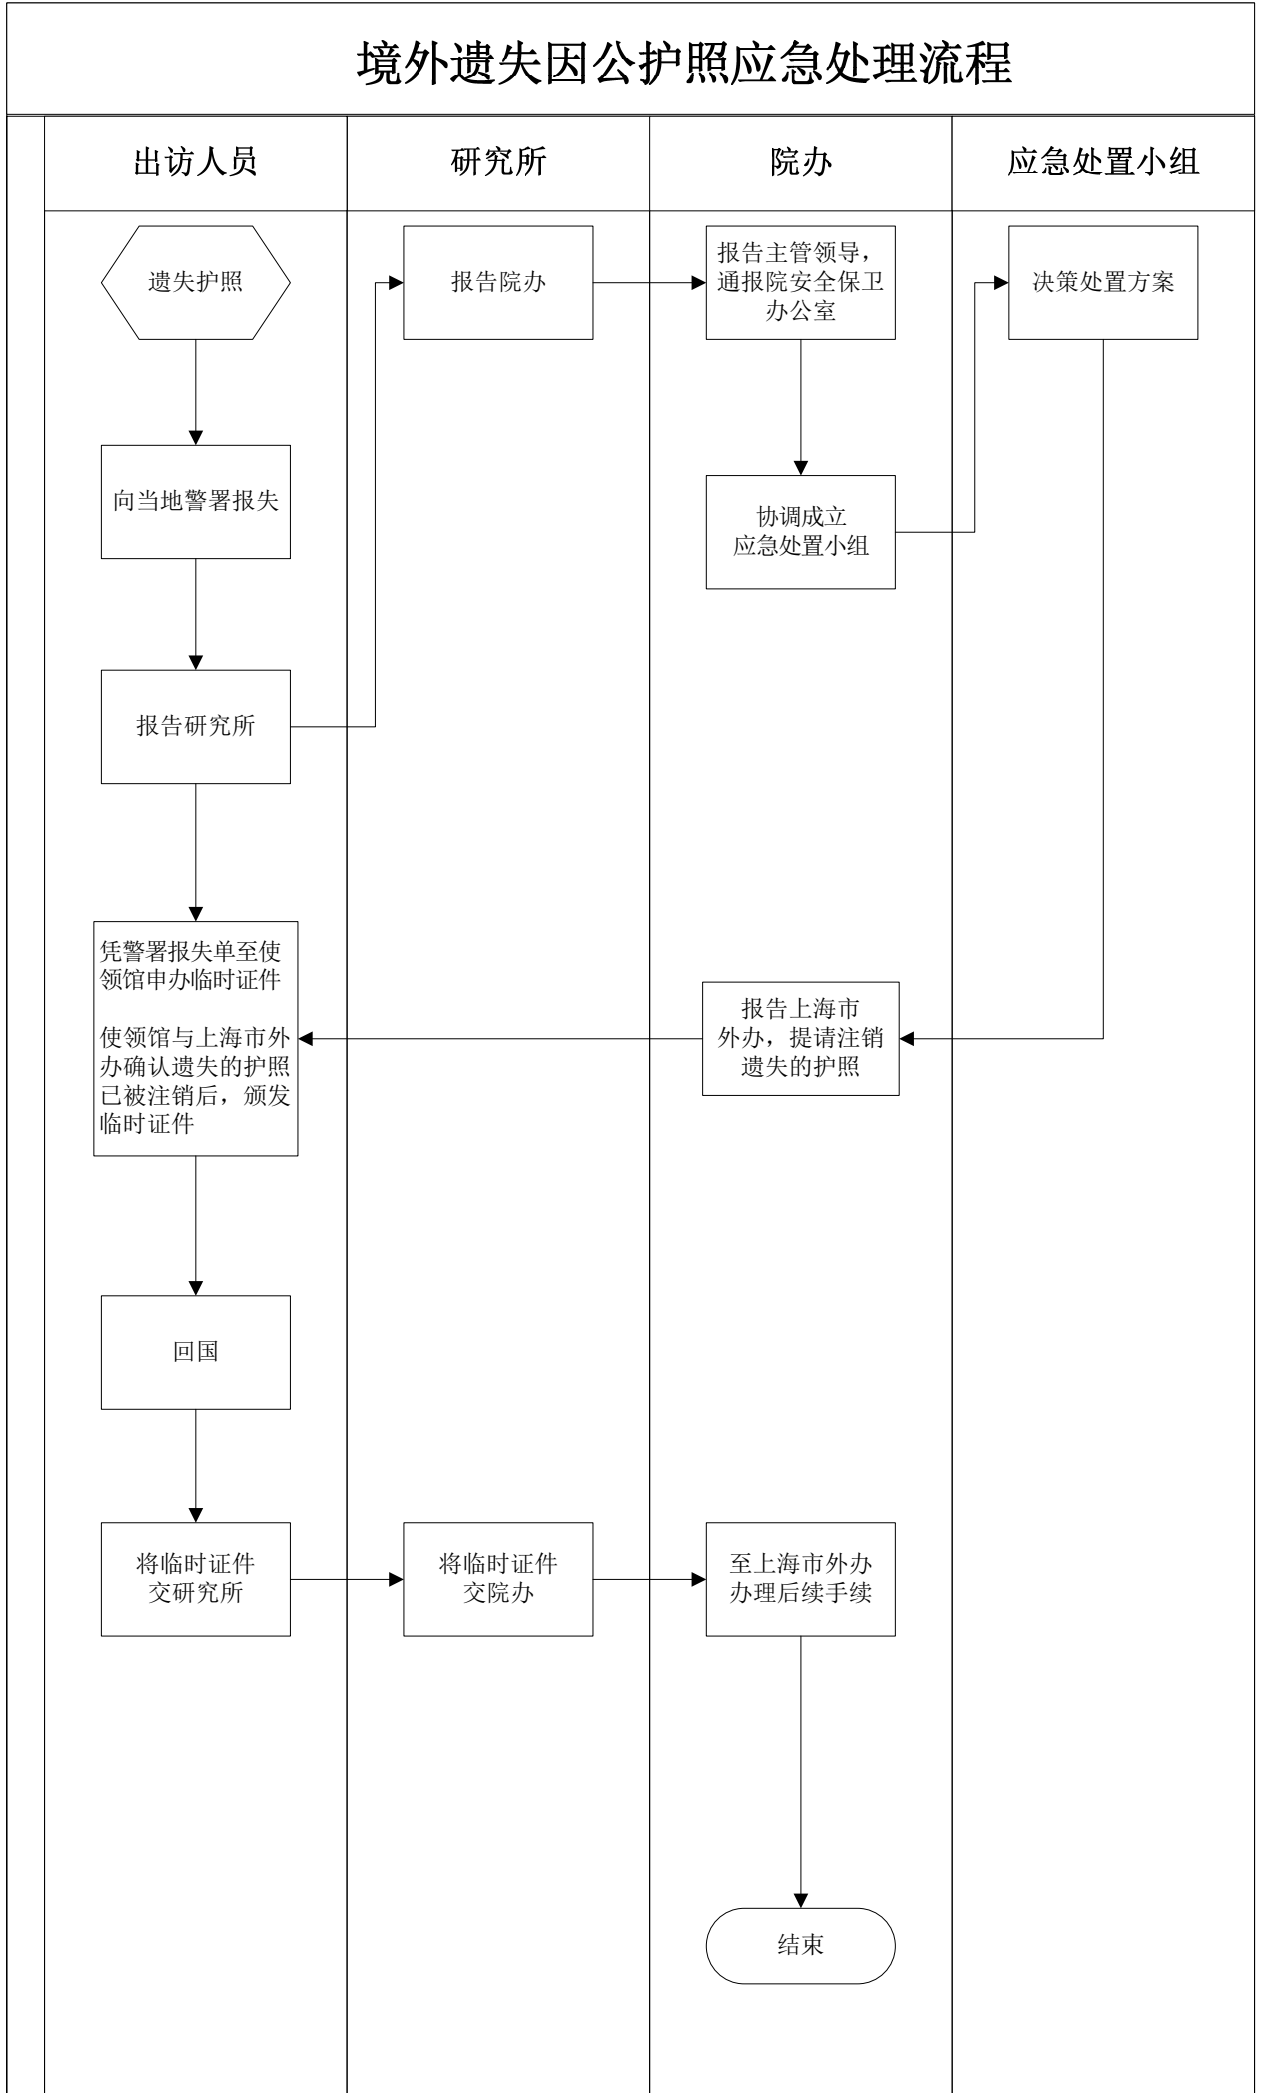 境外遗失因公护照应急处理流程
出访人员
研究所
院办
应急处置小组
遗失护照
报告院办
报告主管领导，
通报院安全保卫
办公室
决策处置方案
向当地警署报失
协调成立
应急处置小组
报告研究所
凭警署报失单至使
领馆申办临时证件
使领馆与上海市外
办确认遗失的护照
已被注销后，颁发
临时证件
报告上海市
外办，提请注销
遗失的护照
回国
将临时证件
交研究所
将临时证件
交院办
至上海市外办
办理后续手续
结束